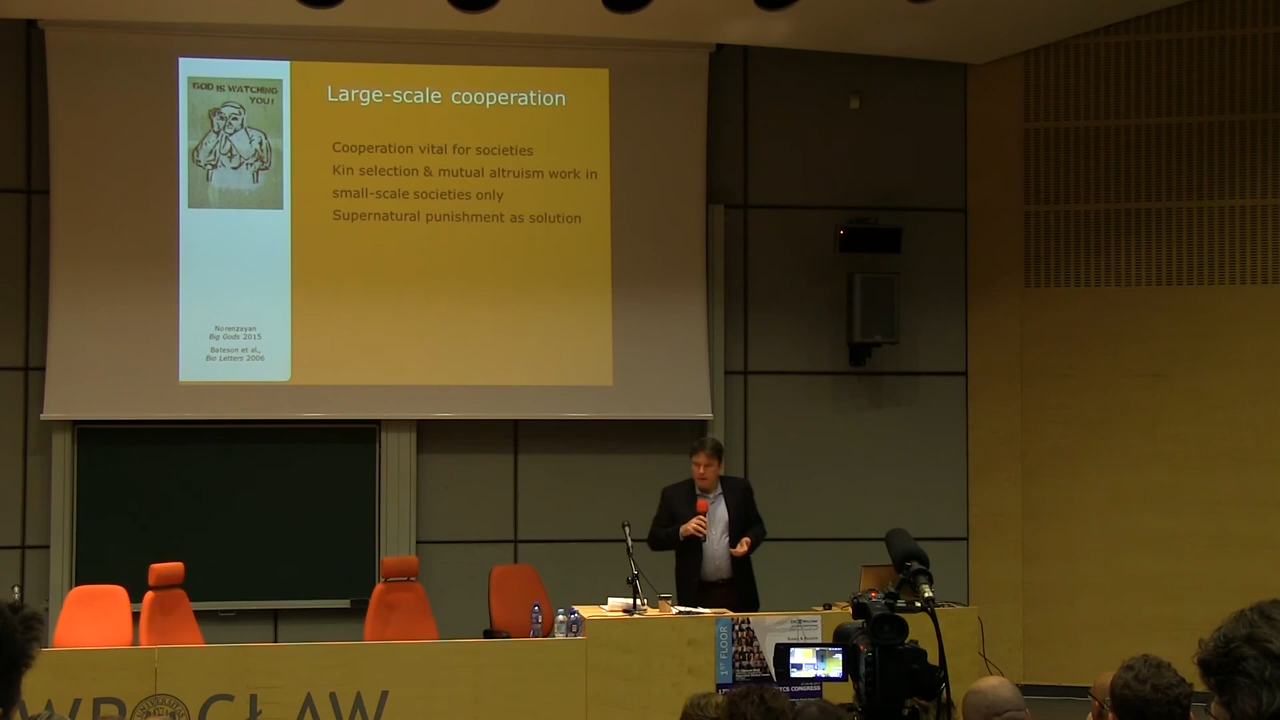 GOD IS WATCHING
YOU!
Large-scale cooperation
Cooperation vital for societies
Kin selection & mutual altruism work in
small-scale societies only
Supernatural punishment as solution
Norenzayan
Big Gods 2015
Bateson et al.,
Bio Letters 2006
1ST FLOOR
CONGRESS
WROCŁAW